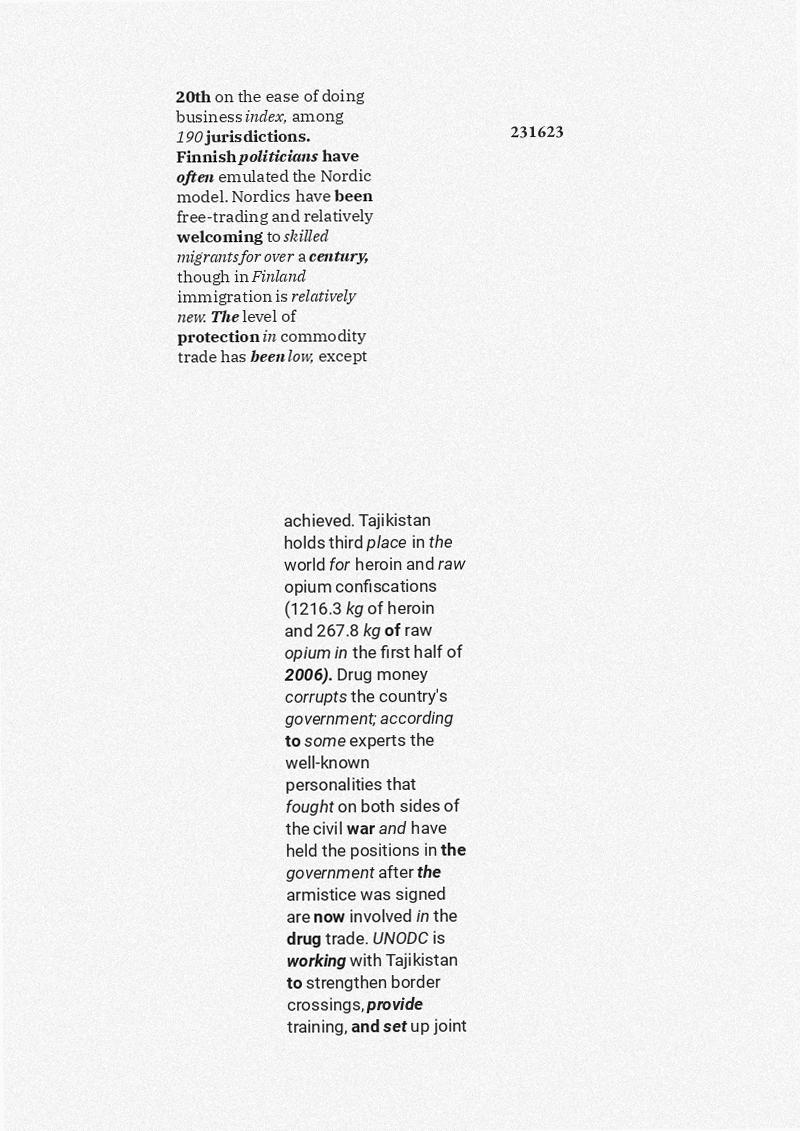 20th on the ease of doing
business index, among
190 jurisdictions.
Finnish politicians have
often emulated the Nordic
model. Nordics have been
free-trading and relatively
welcoming to skilled
migrants for over a century,
though in Finland
immigration is relatively
new. The level of
protection in commodity
trade has been low, except
231623
achieved. Tajikistan
holds third place in the
world for heroin and raw
opium confiscations
(1216.3 kg of heroin
and 267.8 kg of raw
opium in the first half of
2006). Drug money
corrupts the country's
government; according
to some experts the
well-known
personalities that
fought on both sides of
the civil war and have
held the positions in the
government after the
armistice was signed
are now involved in the
drug trade. UNODC is
working with Tajikistan
to strengthen border
crossings, provide
training, and set up joint